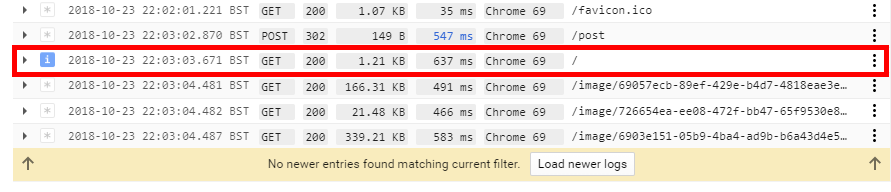 2018-10-23 22:02:01.221 BST GET 200 1.07 KB 35 ms Chrome 69 /favicon.ico
2018-10-23 22:03:02.870 BST POST 302 149 B 547 ms Chrome 69 /post
i 2018-10-23 22:03:03.671 BST GET 200 1.21 KB 637 ms Chrome 69 /
2018-10-23 22:03:04.481 BST GET 200 166.31 KB 491 ms Chrome 69 /image/69057ecb-89ef-429e-b4d7-4818eae3e…
2018-10-23 22:03:04.482 BST GET 200 21.48 KB 466 ms Chrome 69 /image/726654ea-ee08-472f-bb47-65f9530e8…
2018-10-23 22:03:04.487 BST GET 200 339.21 KB 583 ms Chrome 69 /image/6903e151-05b9-4ba4-ad9b-b6a43d4e5…
No newer entries found matching current filter. Load newer logs